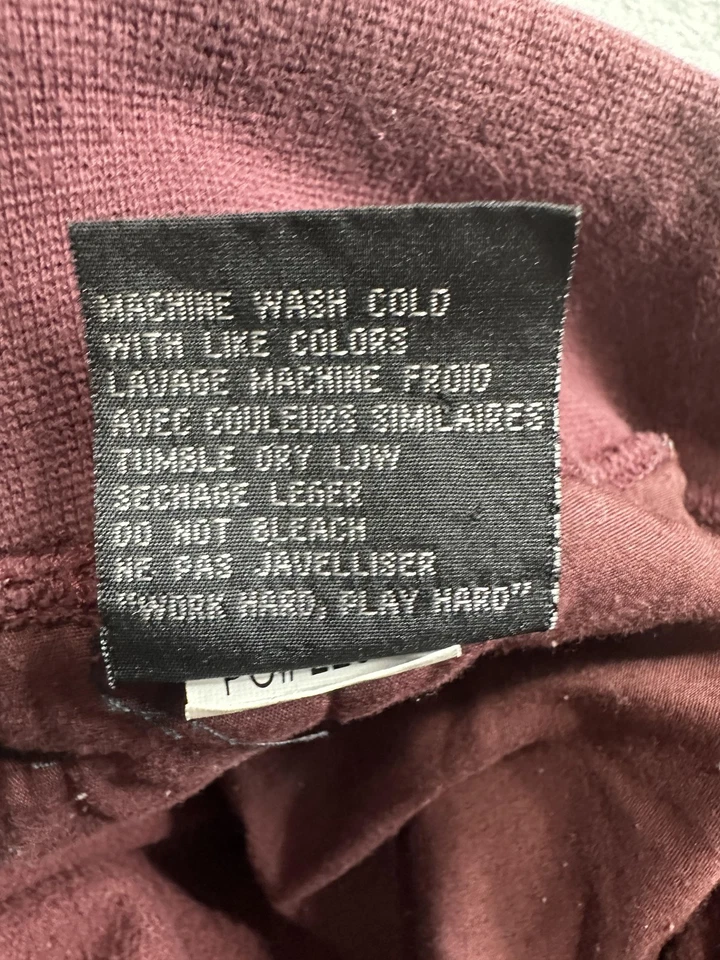 MACHINE WASH COLD
WITH LIKE COLORS
LAVAGE MACHINE FROID
AVEC COULEURS SIMILAIRES
TUMBLE DRY LOW
SECHAGE LEGER
DO NOT BLEACH
NE PAS JAVELLISER
"WORK HARD, PLAY HARD"
PO#